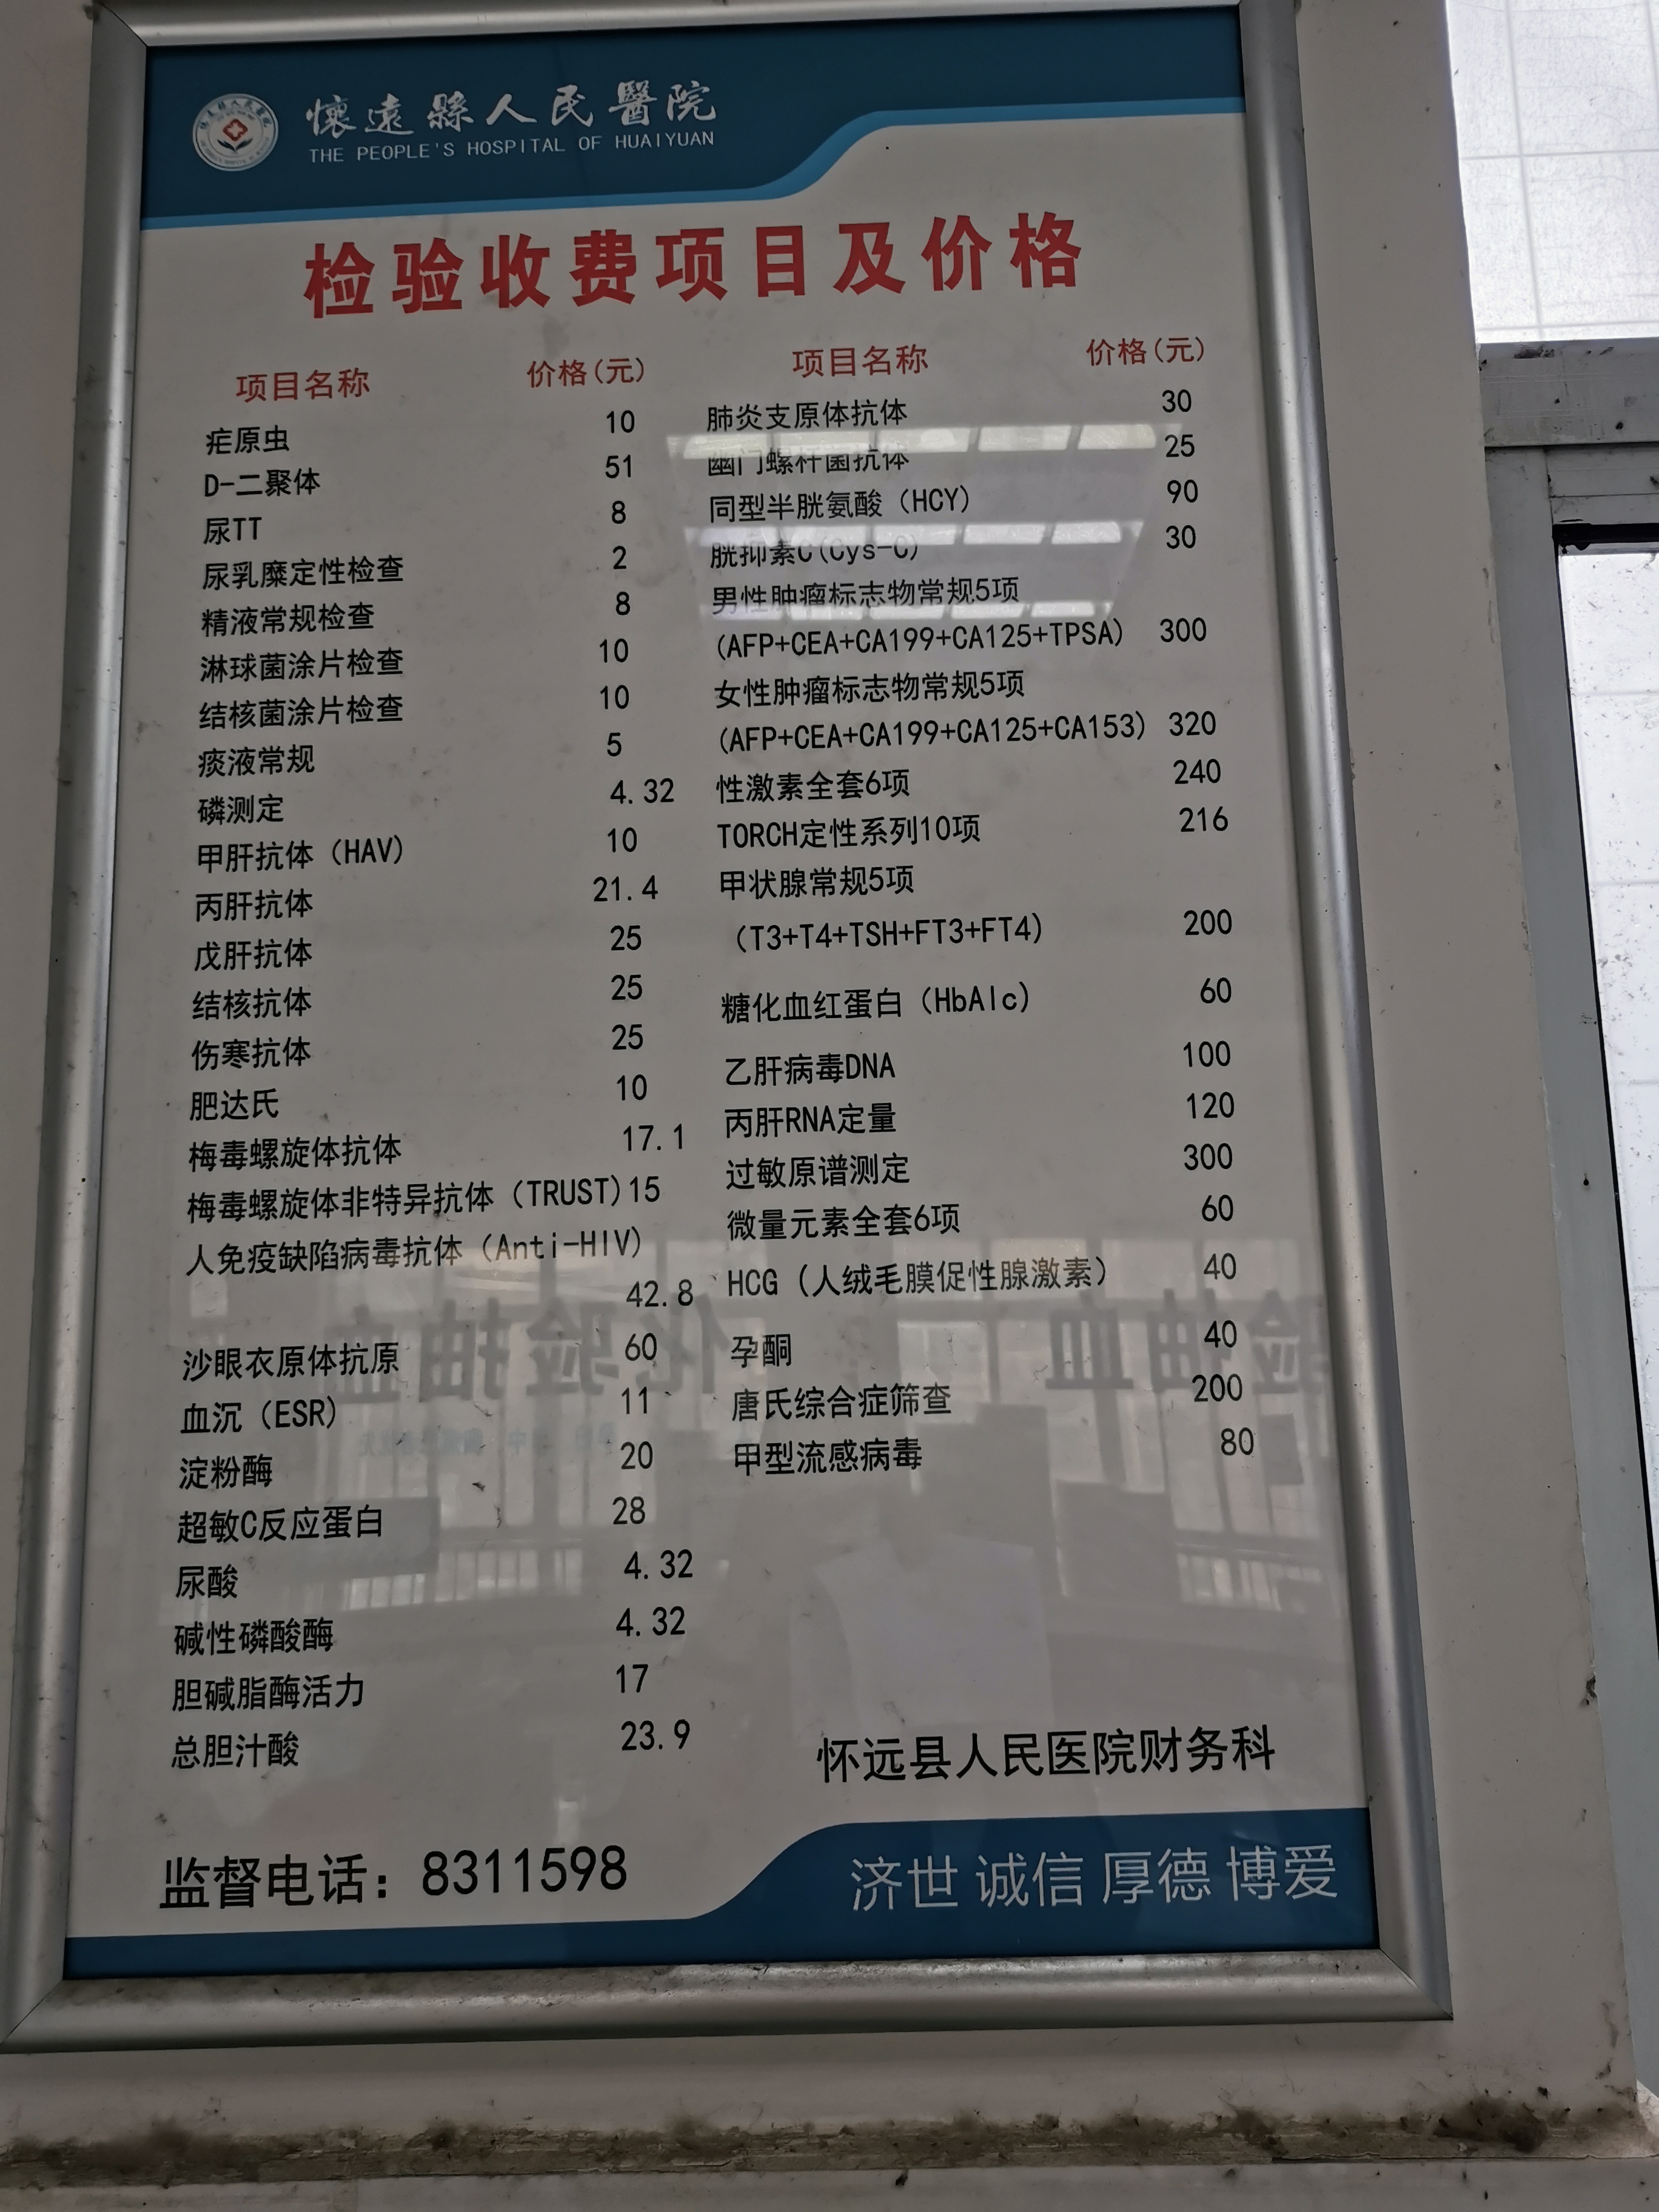 懷遠縣人民醫院
THE PEOPLE'S HOSPITAL OF HUAIYUAN
检验收费项目及价格
项目名称 价格(元)
疟原虫 10
D-二聚体 51
尿TT 8
尿乳糜定性检查 2
精液常规检查 8
淋球菌涂片检查 10
结核菌涂片检查 10
痰液常规 5
磷测定 4.32
甲肝抗体（HAV） 10
丙肝抗体 21.4
戊肝抗体 25
结核抗体 25
伤寒抗体 25
肥达氏 10
梅毒螺旋体抗体 17.1
梅毒螺旋体非特异抗体（TRUST)15
人免疫缺陷病毒抗体（Anti-HIV)
42.8
沙眼衣原体抗原 60
血沉（ESR) 11
淀粉酶 20
超敏C反应蛋白 28
尿酸 4.32
碱性磷酸酶 4.32
胆碱脂酶活力 17
总胆汁酸 23.9
项目名称 价格(元)
肺炎支原体抗体 30
幽门螺杆菌抗体 25
同型半胱氨酸（HCY) 90
胱抑素C(Cys-C) 30
男性肿瘤标志物常规5项
(AFP+CEA+CA199+CA125+TPSA) 300
女性肿瘤标志物常规5项
(AFP+CEA+CA199+CA125+CA153) 320
性激素全套6项 240
TORCH定性系列10项 216
甲状腺常规5项
（T3+T4+TSH+FT3+FT4) 200
糖化血红蛋白（HbAlc) 60
乙肝病毒DNA 100
丙肝RNA定量 120
过敏原谱测定 300
微量元素全套6项 60
HCG（人绒毛膜促性腺激素） 40
孕酮 40
唐氏综合症筛查 200
甲型流感病毒 80
怀远县人民医院财务科
监督电话：8311598
济世 诚信 厚德 博爱